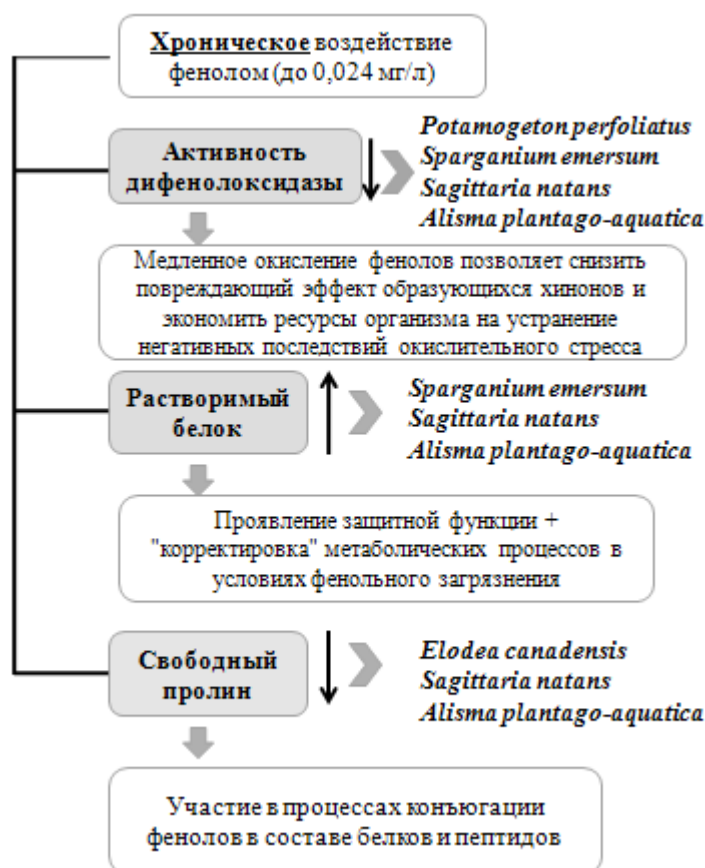 Хроническое воздействие
фенолом (до 0,024 мг/л)
Активность
дифенолоксидазы
Potamogeton perfoliatus
Sparganium emersum
Sagittaria natans
Alisma plantago-aquatica
Медленное окисление фенолов позволяет снизить
повреждающий эффект образующихся хинонов и
экономить ресурсы организма на устранение
негативных последствий окислительного стресса
Растворимый
белок
Sparganium emersum
Sagittaria natans
Alisma plantago-aquatica
Проявление защитной функции +
"корректировка" метаболических процессов в
условиях фенольного загрязнения
Свободный
пролин
Elodea canadensis
Sagittaria natans
Alisma plantago-aquatica
Участие в процессах конъюгации
фенолов в составе белков и пептидов